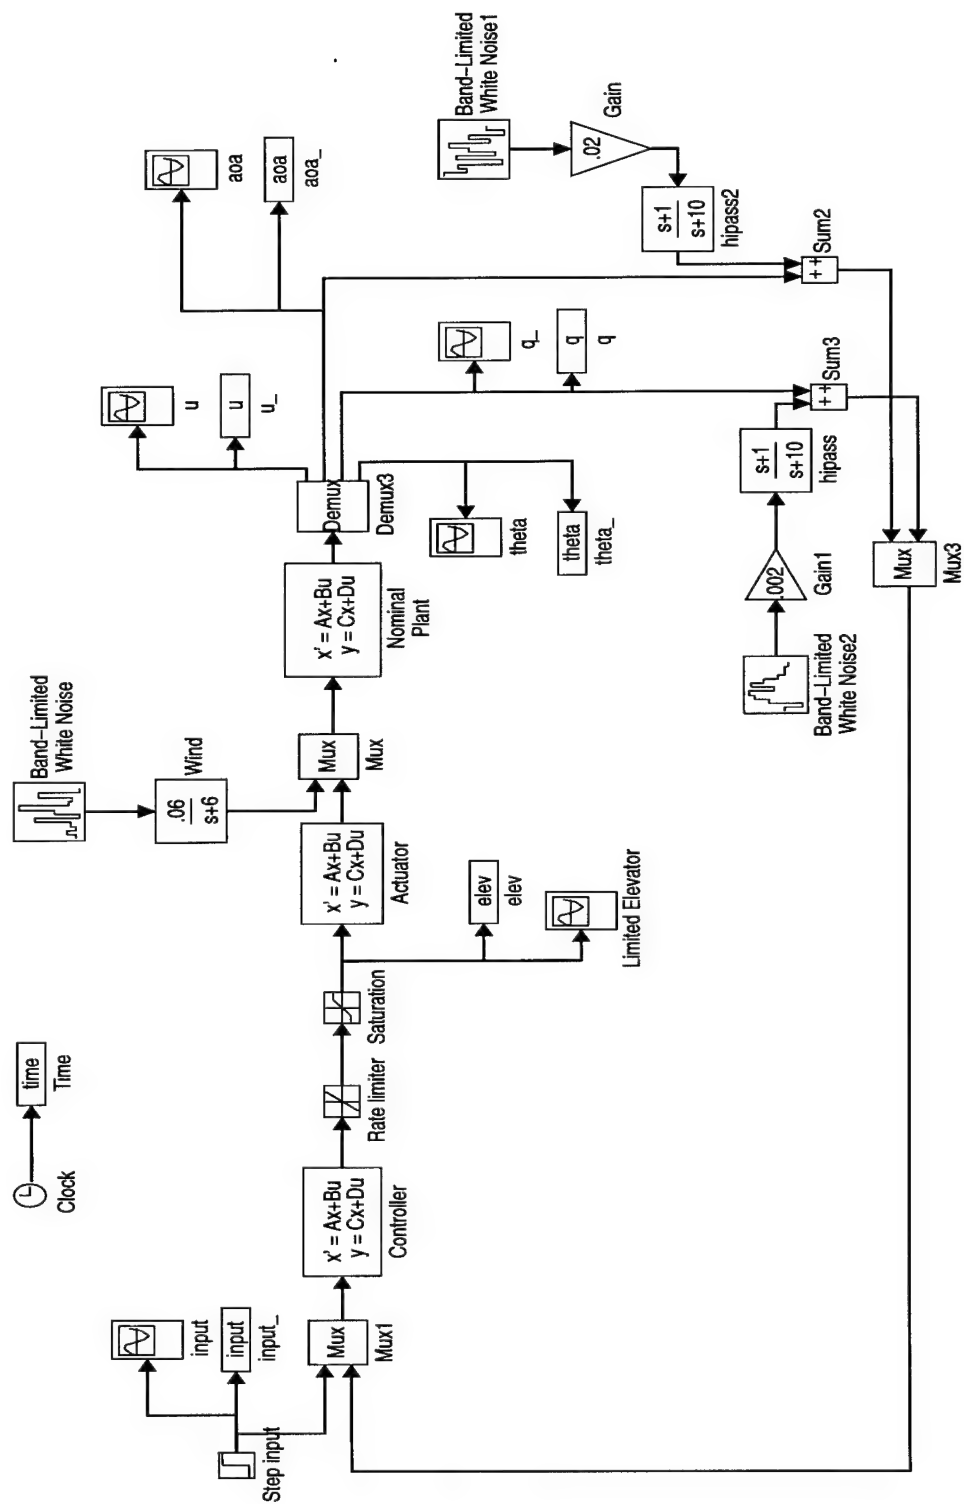 Clock
time
Time
Step input
input
input
input_
Mux
Mux1
x' = Ax+Bu
y = Cx+Du
Controller
Rate limiter
Saturation
elev
elev
Limited Elevator
x' = Ax+Bu
y = Cx+Du
Actuator
Band-Limited
White Noise
.06
s+6
Wind
Mux
Mux
x' = Ax+Bu
y = Cx+Du
Nominal
Plant
Demux
Demux3
u
u
u_
aoa
aoa
aoa_
q_
q
q
theta
theta
theta_
Band-Limited
White Noise1
.02
Gain
s+1
s+10
hipass2
++
Sum2
Band-Limited
White Noise2
.002
Gain1
s+1
s+10
hipass
++
Sum3
Mux
Mux3